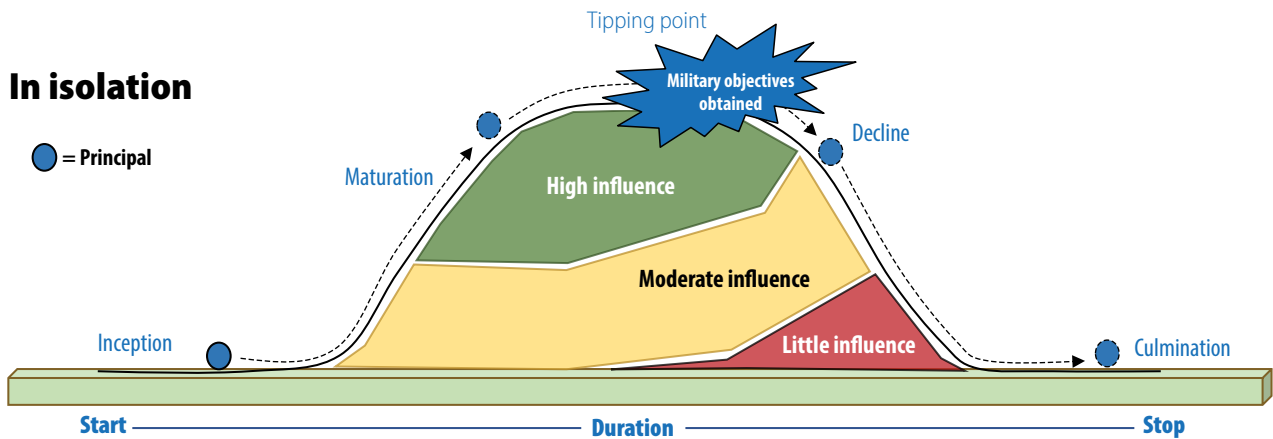 Tipping point
In isolation
Military objectives
obtained
= Principal
Decline
Maturation
High influence
Moderate influence
Inception
Little influence
Culmination
Start
Duration
Stop